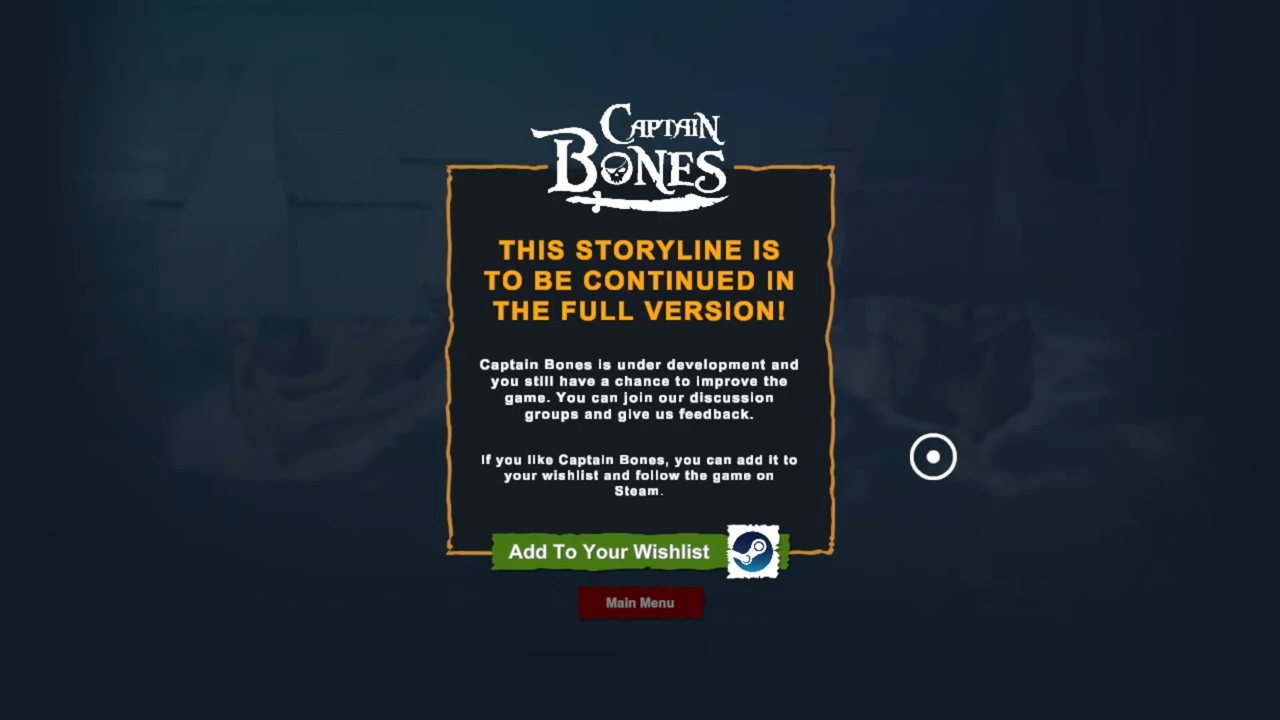 CAPTAIN
BONES
THIS STORYLINE IS
TO BE CONTINUED IN
THE FULL VERSION!
Captain Bones is under development and
you still have a chance to improve the
game. You can join our discussion
groups and give us feedback.
If you like Captain Bones, you can add it to
your wishlist and follow the game on
Steam.
Add To Your Wishlist
Main Menu